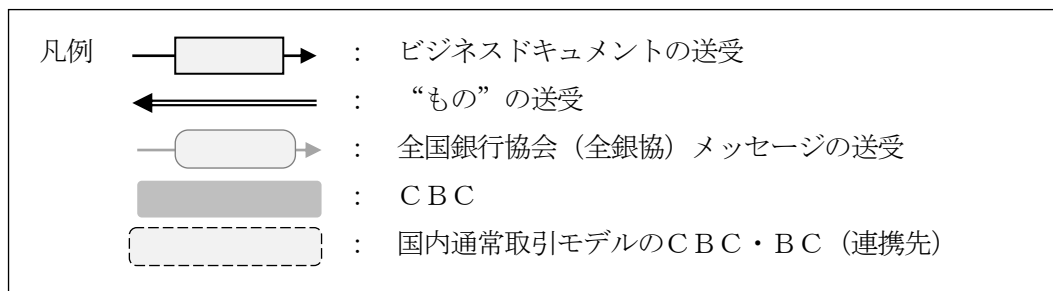 凡例 : ビジネスドキュメントの送受
: “もの”の送受
: 全国銀行協会（全銀協）メッセージの送受
: ＣＢＣ
: 国内通常取引モデルのＣＢＣ・ＢＣ（連携先）